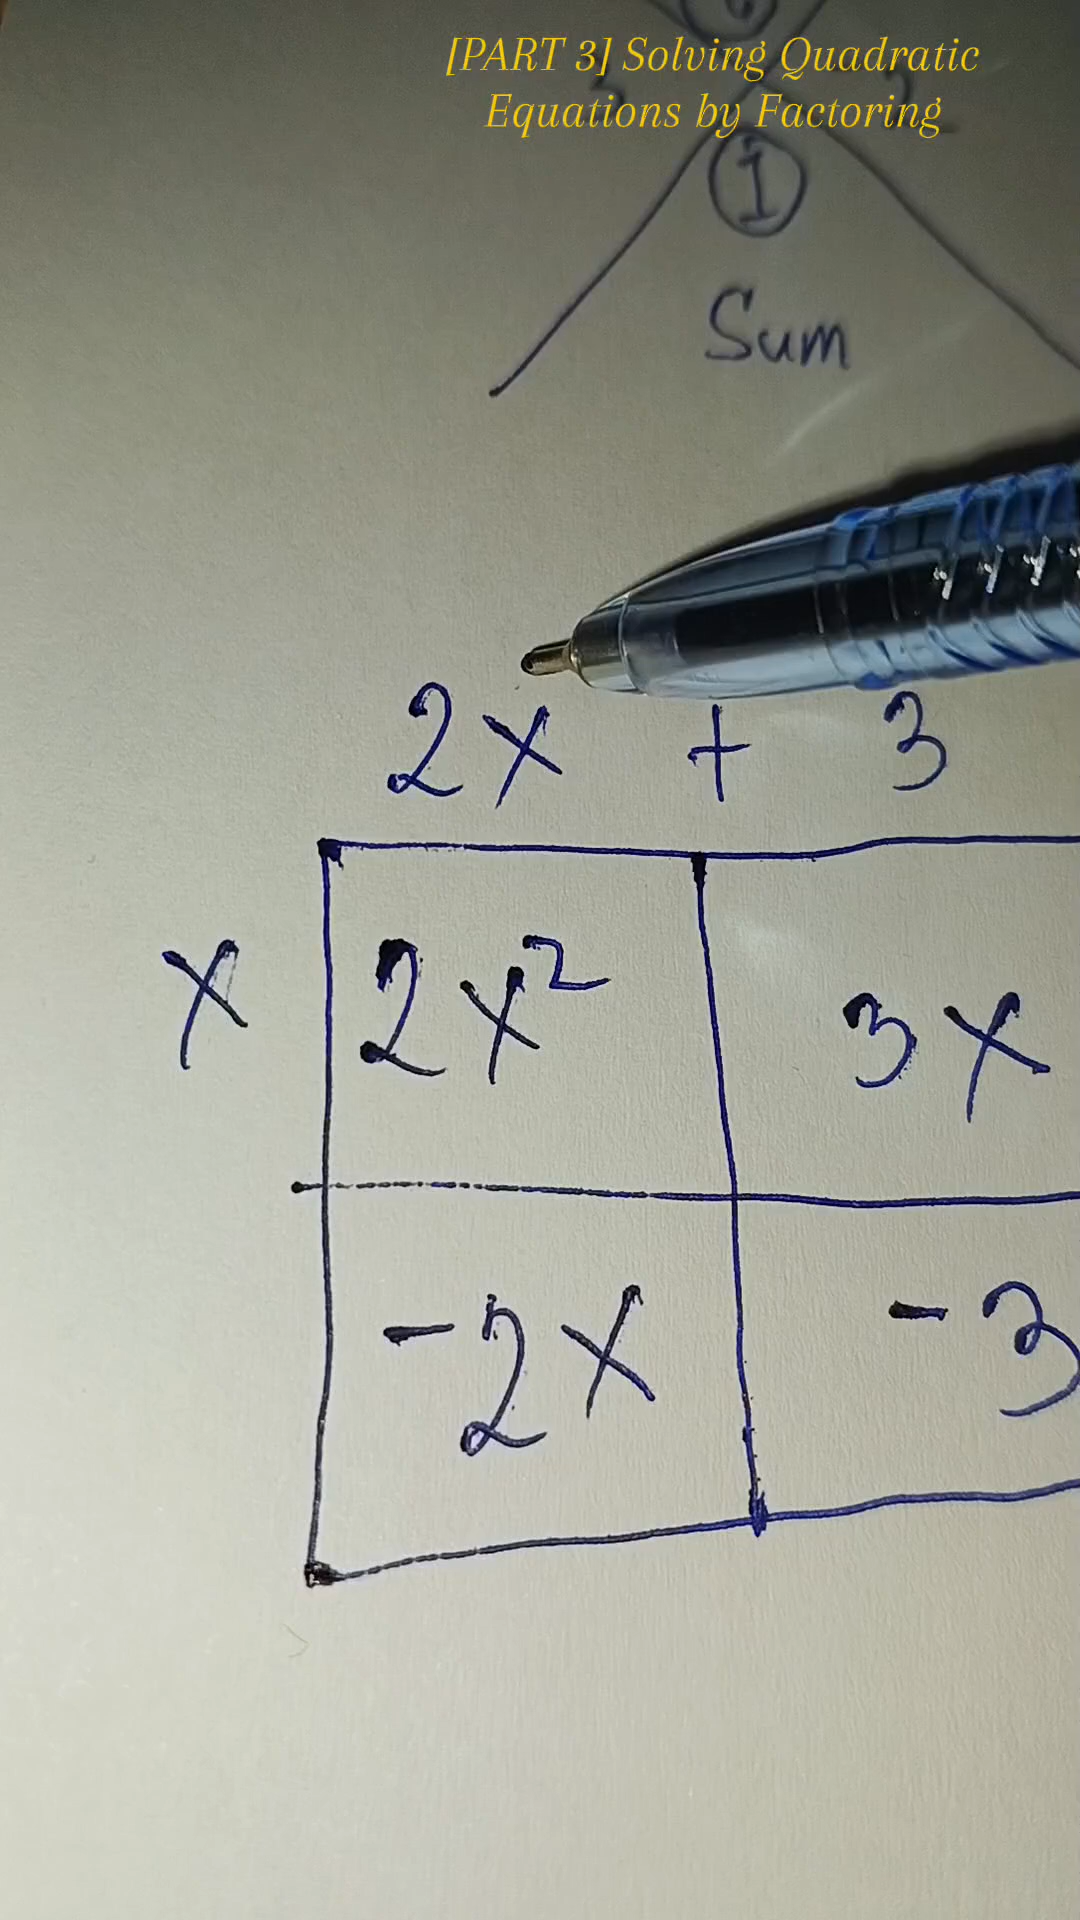 [PART 3] Solving Quadratic
Equations by Factoring
1
Sum
2x + 3
x 2x² 3x
-2x -3